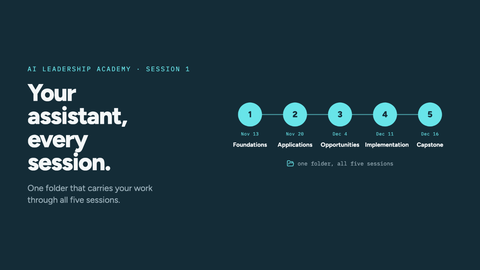 AI LEADERSHIP ACADEMY · SESSION 1
Your
assistant,
every
session.
One folder that carries your work
through all five sessions.
1 2 3 4 5
Nov 13 Nov 20 Dec 4 Dec 11 Dec 16
Foundations Applications Opportunities Implementation Capstone
one folder, all five sessions